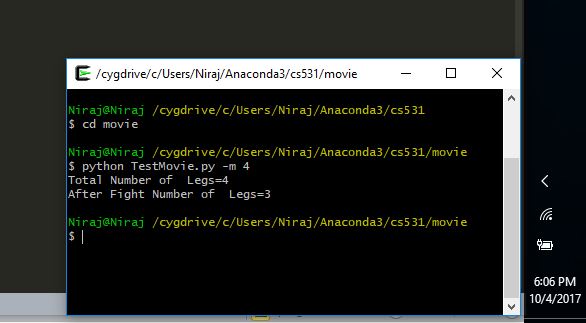 /cygdrive/c/Users/Niraj/Anaconda3/cs531/movie
Niraj@Niraj /cygdrive/c/Users/Niraj/Anaconda3/cs531
$ cd movie
Niraj@Niraj /cygdrive/c/Users/Niraj/Anaconda3/cs531/movie
$ python TestMovie.py -m 4
Total Number of  Legs=4
After Fight Number of  Legs=3
Niraj@Niraj /cygdrive/c/Users/Niraj/Anaconda3/cs531/movie
$
6:06 PM
10/4/2017